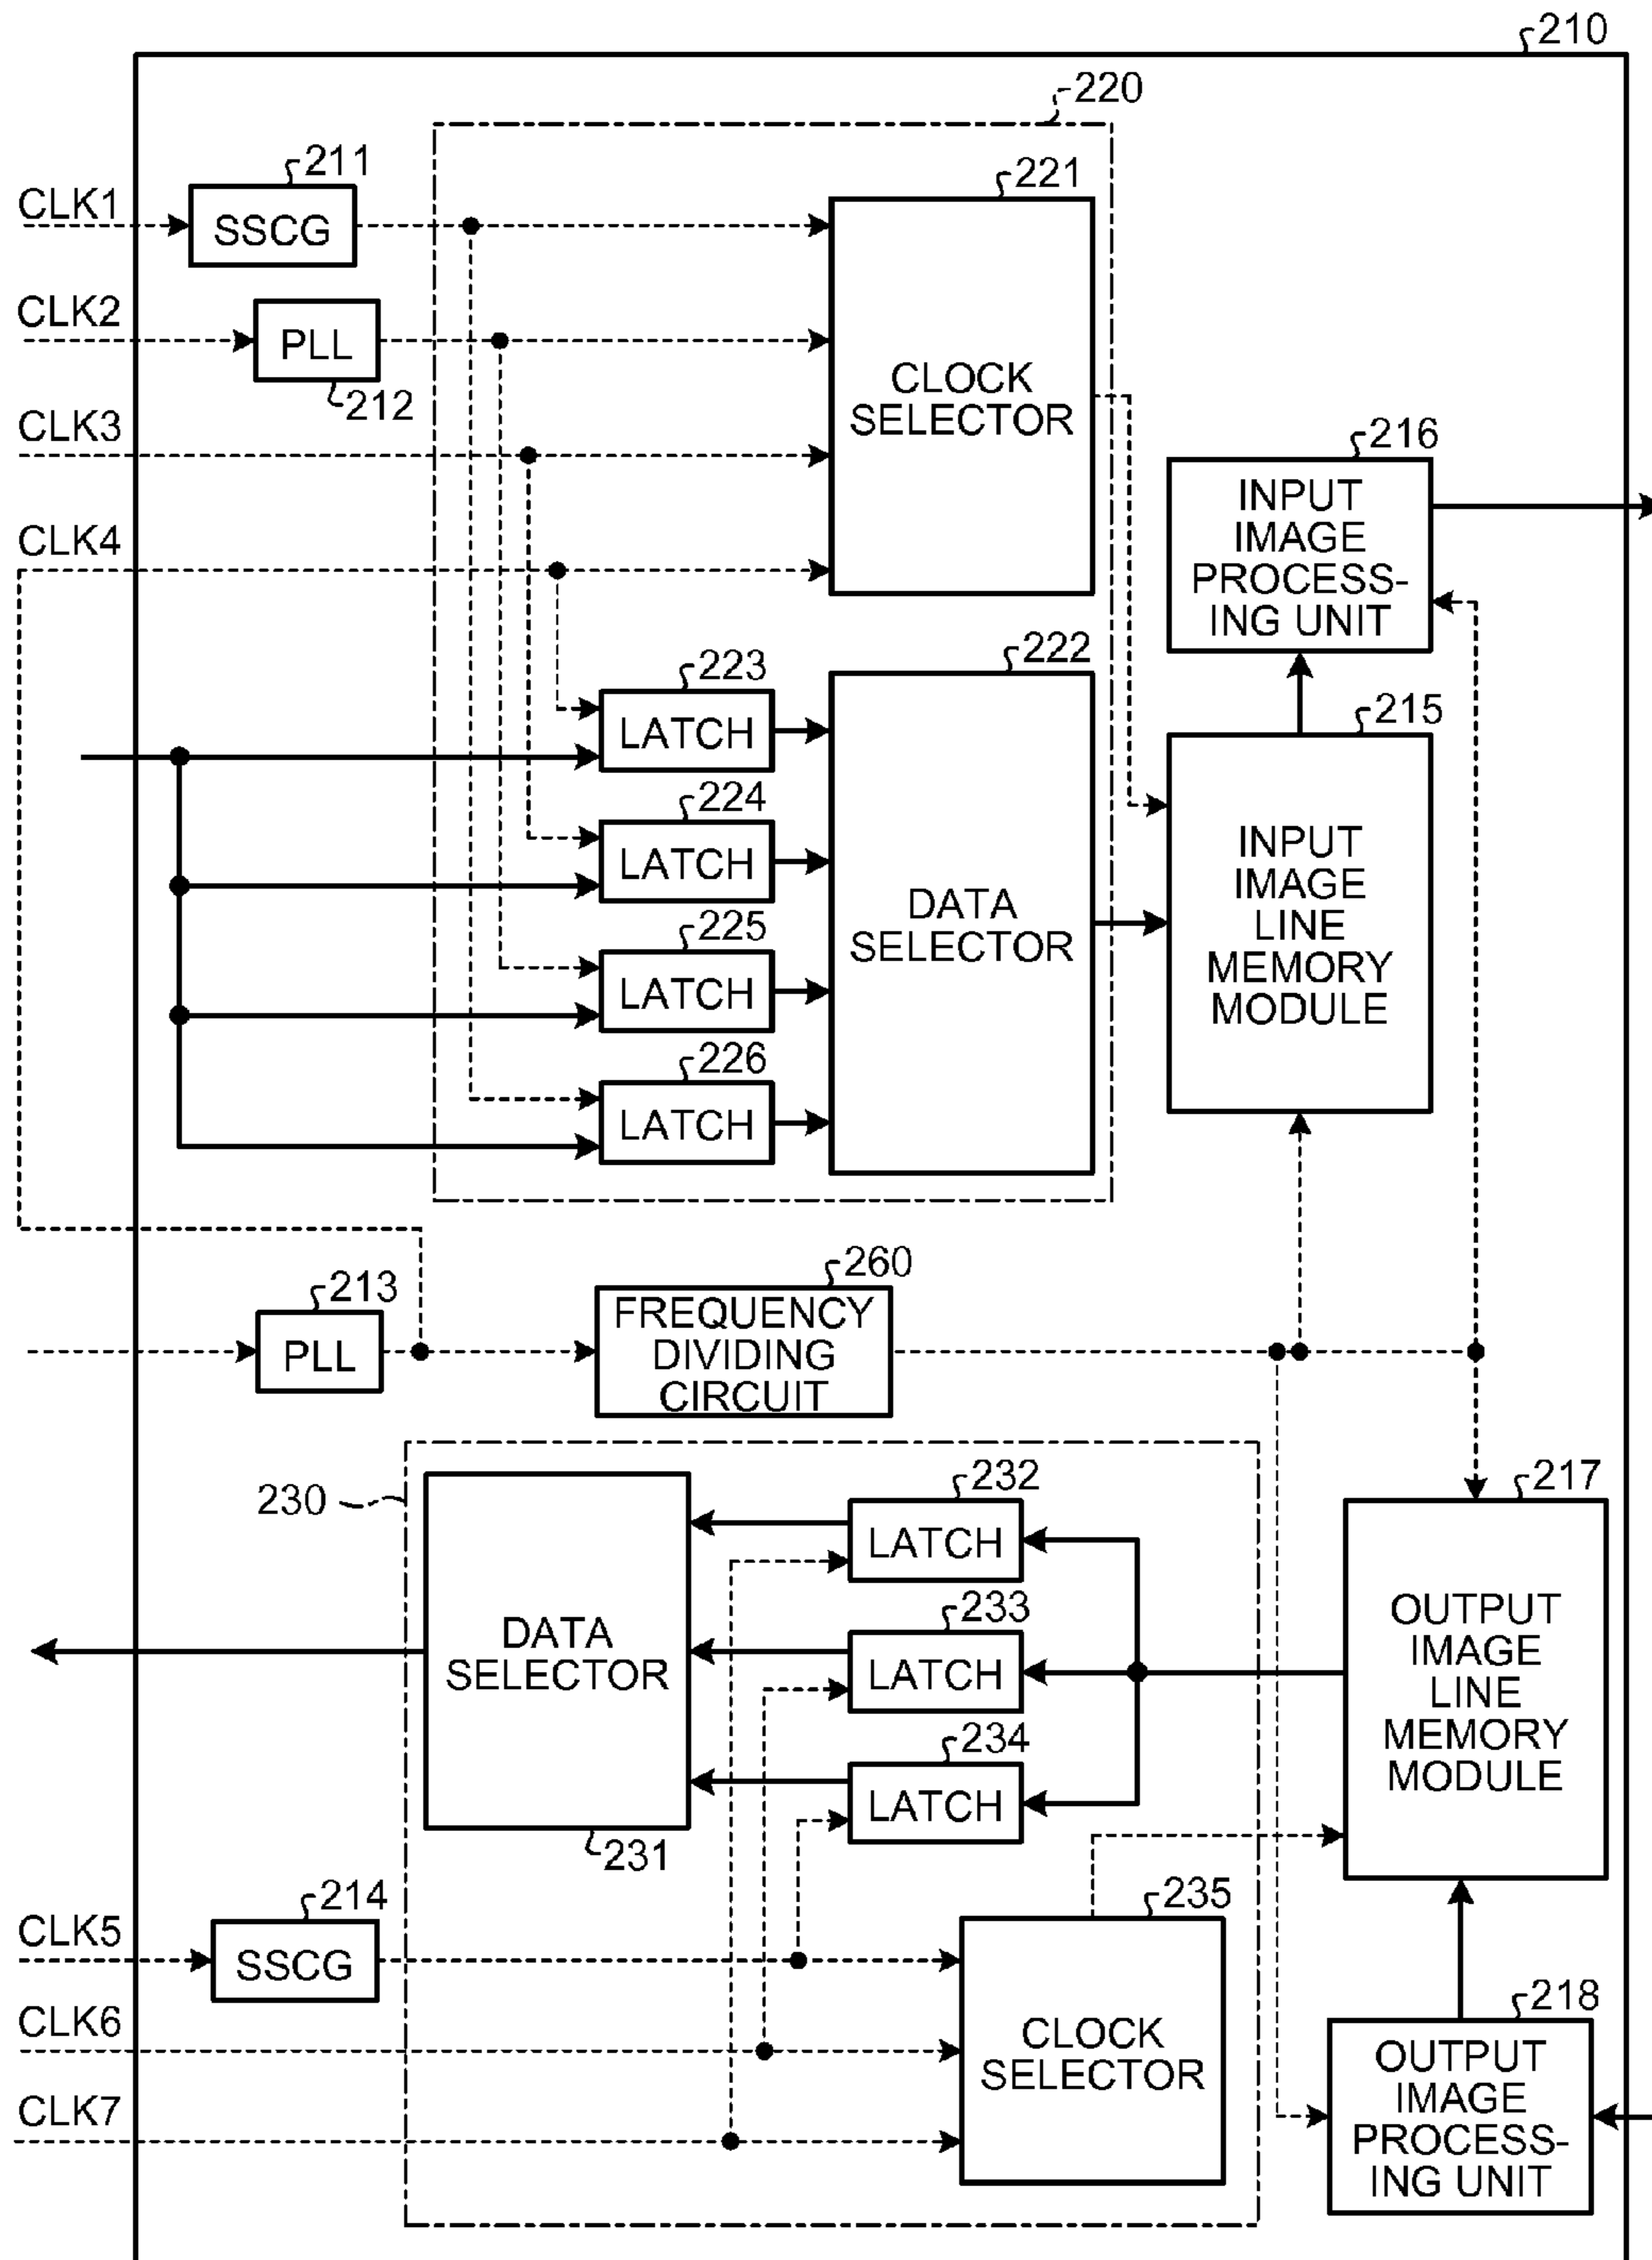 210
220
211
221
CLK1
SSCG
CLK2
PLL
212
CLOCK
SELECTOR
CLK3
216
INPUT
IMAGE
PROCESS-
ING UNIT
CLK4
222
223
LATCH
215
224
LATCH
INPUT
IMAGE
LINE
MEMORY
MODULE
DATA
SELECTOR
225
LATCH
226
LATCH
260
213
PLL
FREQUENCY
DIVIDING
CIRCUIT
230
232
LATCH
217
233
LATCH
DATA
SELECTOR
OUTPUT
IMAGE
LINE
MEMORY
MODULE
234
LATCH
231
214
235
CLK5
SSCG
CLK6
218
CLOCK
SELECTOR
OUTPUT
IMAGE
PROCESS-
ING UNIT
CLK7